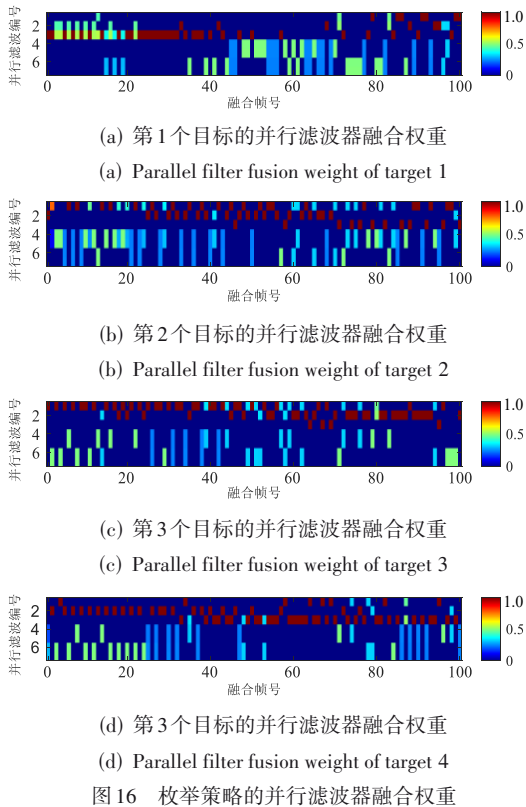 并行滤波编号
2
4
6
0 20 40 60 80 100
融合帧号
1.0
0.5
0
(a) 第1个目标的并行滤波器融合权重
(a) Parallel filter fusion weight of target 1
并行滤波编号
2
4
6
0 20 40 60 80 100
融合帧号
1.0
0.5
0
(b) 第2个目标的并行滤波器融合权重
(b) Parallel filter fusion weight of target 2
并行滤波编号
2
4
6
0 20 40 60 80 100
融合帧号
1.0
0.5
0
(c) 第3个目标的并行滤波器融合权重
(c) Parallel filter fusion weight of target 3
并行滤波编号
2
4
6
0 20 40 60 80 100
融合帧号
1.0
0.5
0
(d) 第3个目标的并行滤波器融合权重
(d) Parallel filter fusion weight of target 4
图16 枚举策略的并行滤波器融合权重